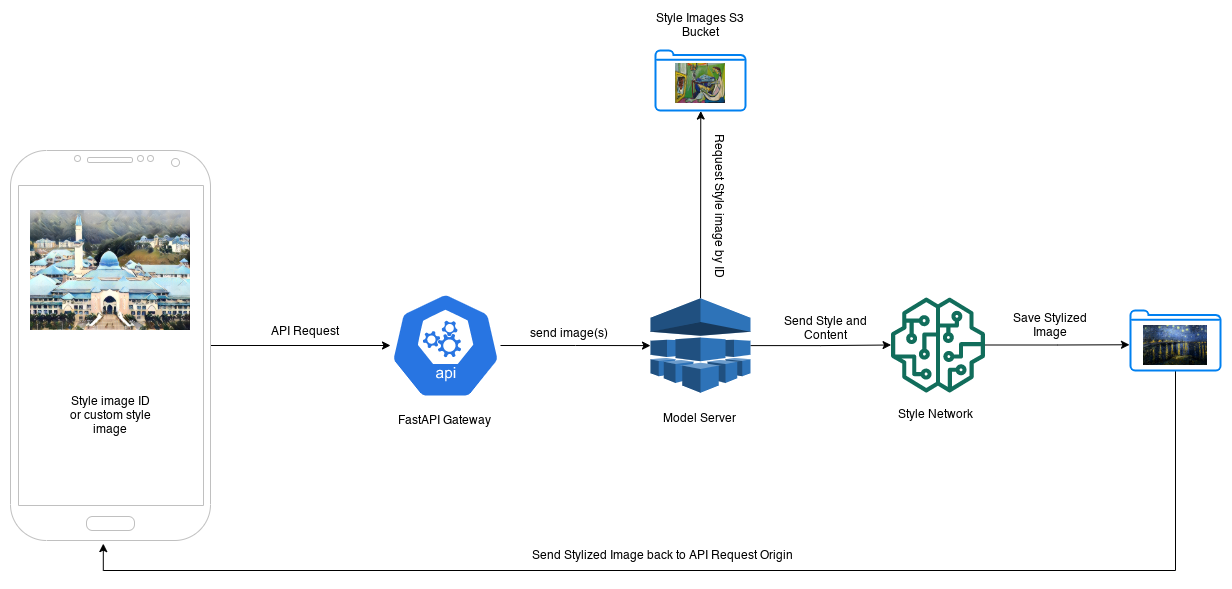 Style Images S3
Bucket
Request Style image by ID
API Request
send image(s)
Send Style and
Content
Save Stylized
Image
api
Style image ID
or custom style
image
FastAPI Gateway
Model Server
Style Network
Send Stylized Image back to API Request Origin